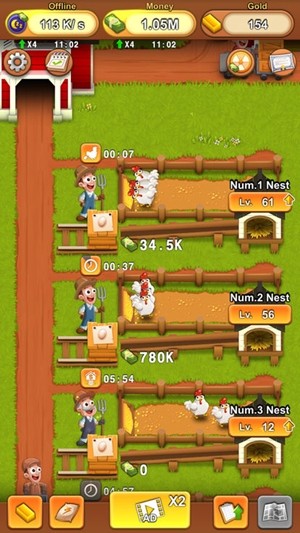 Offline Money Gold
113 K/s 1.05M 154
X4 11:02 X4 11:02
00:07
Num.1 Nest
Lv. 61
34.5K
00:37
Num.2 Nest
Lv. 56
780K
05:54
Num.3 Nest
Lv. 12
0
01:57
X2
AD